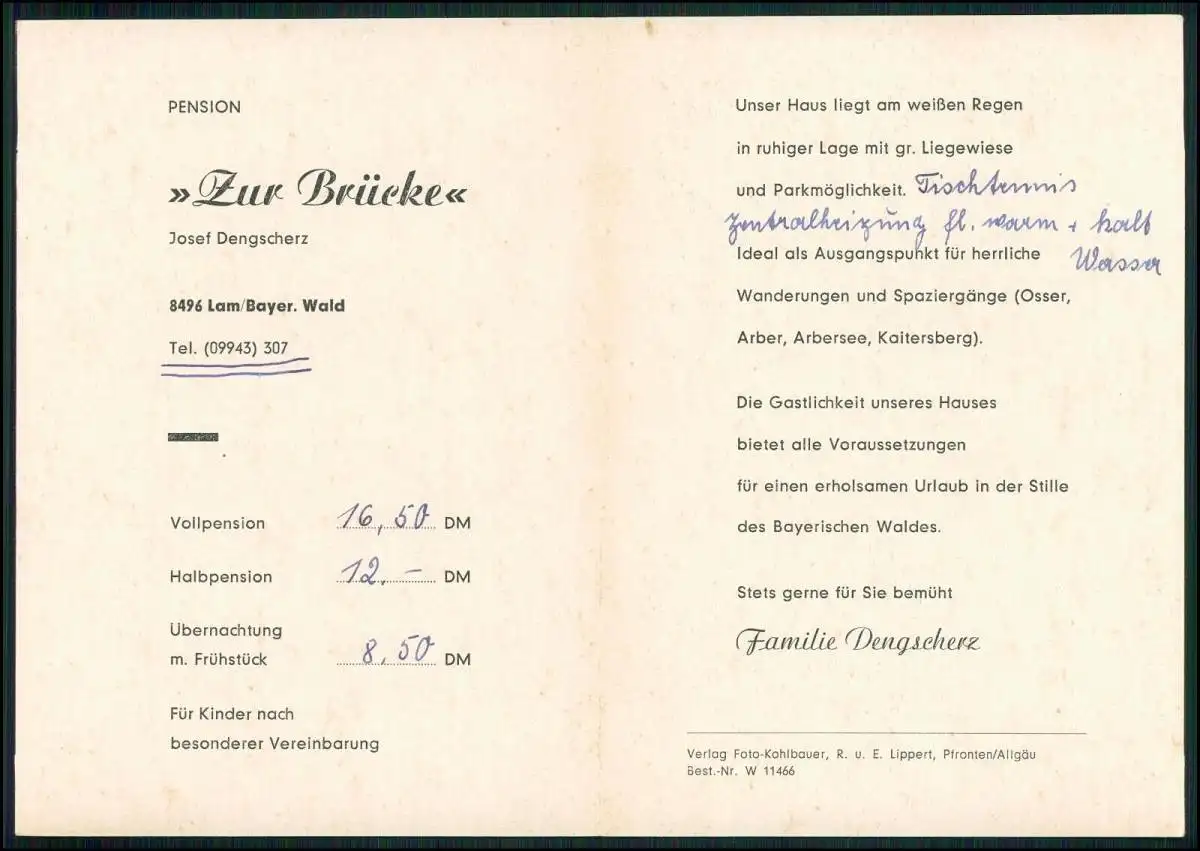 PENSION
»Zur Brücke«
Josef Dengscherz
8496 Lam/Bayer. Wald
Tel. (09943) 307
Vollpension 16,50 DM
Halbpension 12.– DM
Übernachtung
m. Frühstück 8,50 DM
Für Kinder nach
besonderer Vereinbarung
Unser Haus liegt am weißen Regen
in ruhiger Lage mit gr. Liegewiese
und Parkmöglichkeit. Tischtennis
Zentralheizung fl. warm + kalt
Wasser
Ideal als Ausgangspunkt für herrliche
Wanderungen und Spaziergänge (Osser,
Arber, Arbersee, Kaitersberg).
Die Gastlichkeit unseres Hauses
bietet alle Voraussetzungen
für einen erholsamen Urlaub in der Stille
des Bayerischen Waldes.
Stets gerne für Sie bemüht
Familie Dengscherz
Verlag Foto-Kohlbauer, R. u. E. Lippert, Pfronten/Allgäu
Best.-Nr. W 11466